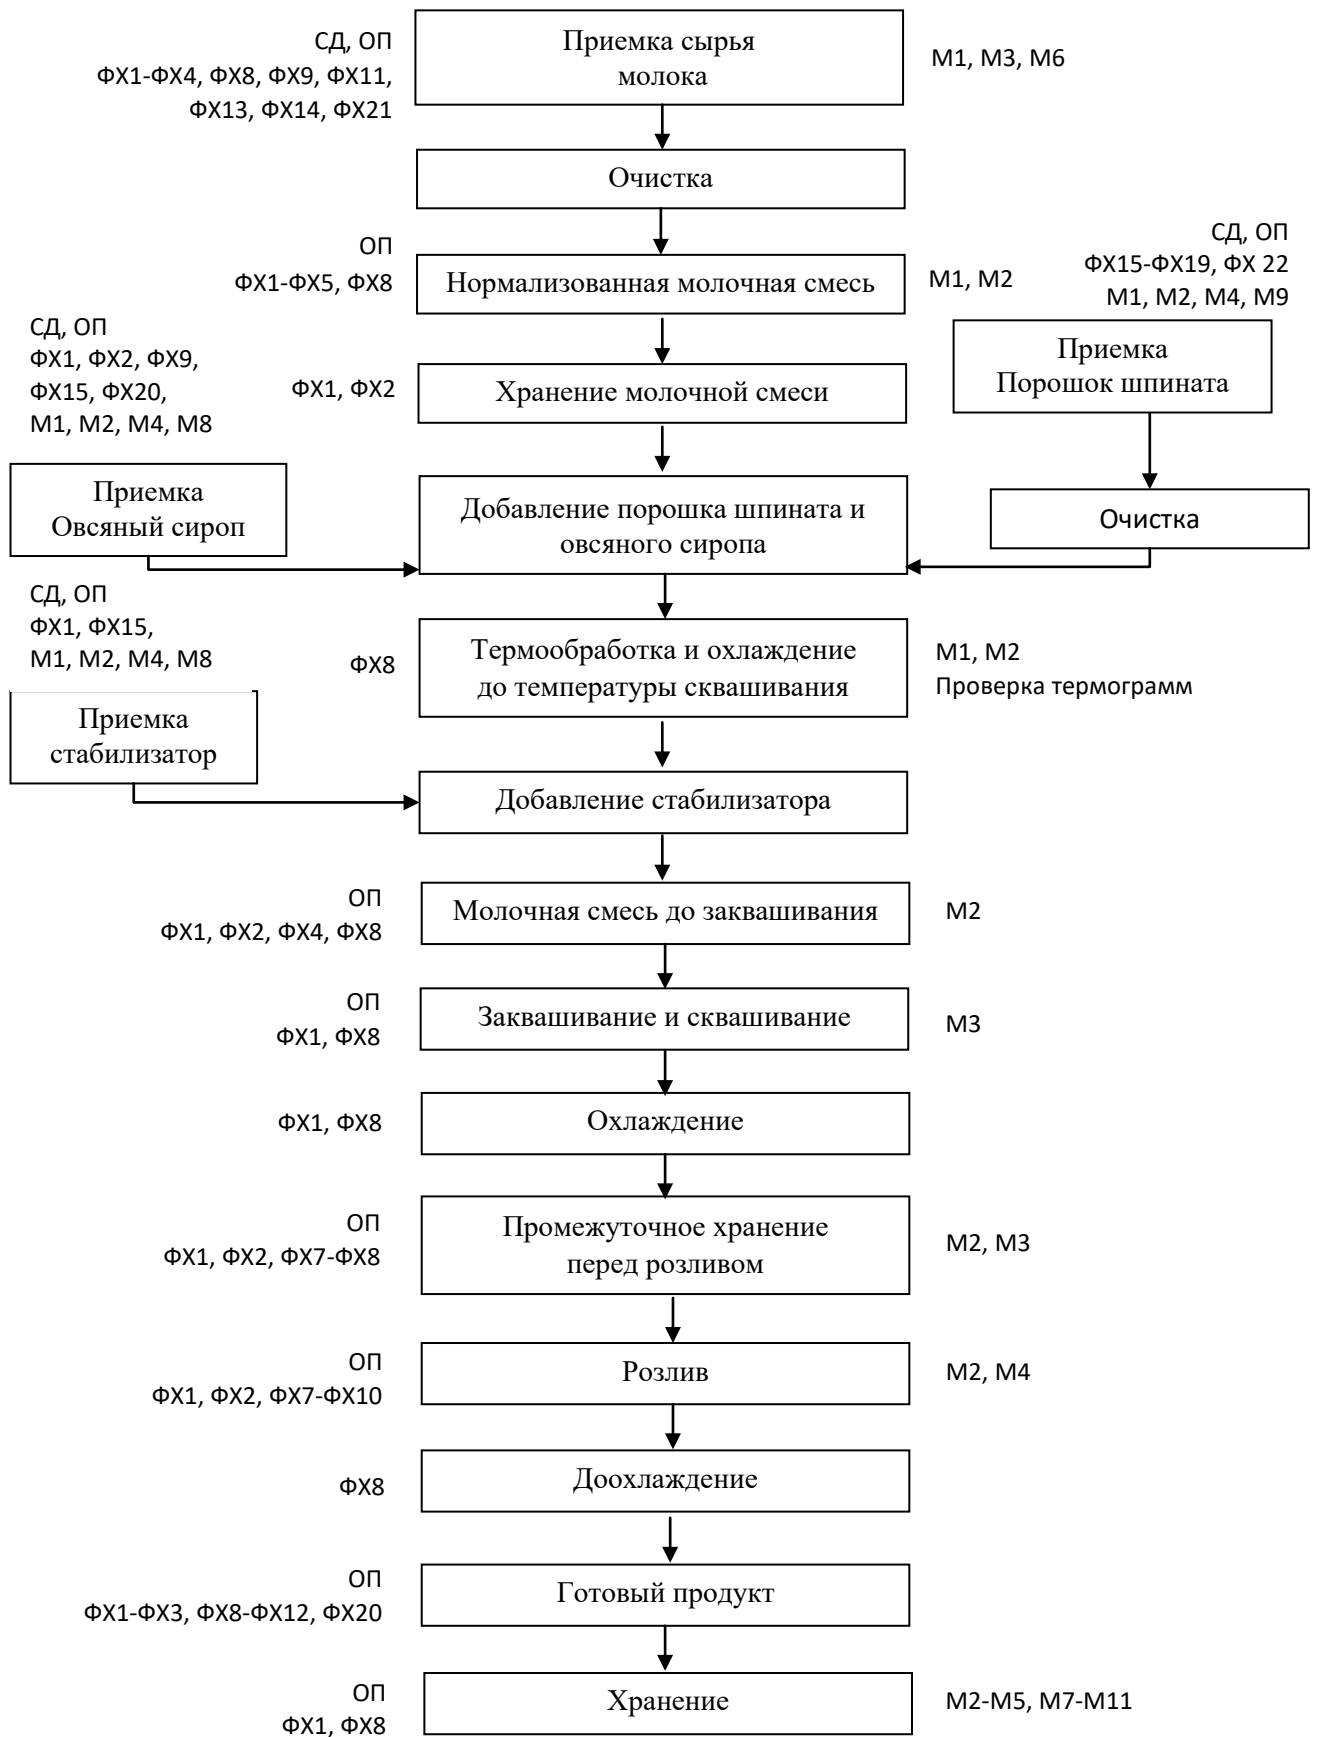 СД, ОП
ФХ1-ФХ4, ФХ8, ФХ9, ФХ11,
ФХ13, ФХ14, ФХ21
Приемка сырья
молока
М1, М3, М6
Очистка
ОП
ФХ1-ФХ5, ФХ8
Нормализованная молочная смесь
М1, М2
СД, ОП
ФХ15-ФХ19, ФХ 22
М1, М2, М4, М9
Приемка
Порошок шпината
Очистка
СД, ОП
ФХ1, ФХ2, ФХ9,
ФХ15, ФХ20,
М1, М2, М4, М8
Приемка
Овсяный сироп
ФХ1, ФХ2
Хранение молочной смеси
Добавление порошка шпината и
овсяного сиропа
СД, ОП
ФХ1, ФХ15,
М1, М2, М4, М8
Приемка
стабилизатор
ФХ8
Термообработка и охлаждение
до температуры сквашивания
М1, М2
Проверка термограмм
Добавление стабилизатора
ОП
ФХ1, ФХ2, ФХ4, ФХ8
Молочная смесь до заквашивания
М2
ОП
ФХ1, ФХ8
Заквашивание и сквашивание
М3
ФХ1, ФХ8
Охлаждение
ОП
ФХ1, ФХ2, ФХ7-ФХ8
Промежуточное хранение
перед розливом
М2, М3
ОП
ФХ1, ФХ2, ФХ7-ФХ10
Розлив
М2, М4
ФХ8
Доохлаждение
ОП
ФХ1-ФХ3, ФХ8-ФХ12, ФХ20
Готовый продукт
ОП
ФХ1, ФХ8
Хранение
М2-М5, М7-М11